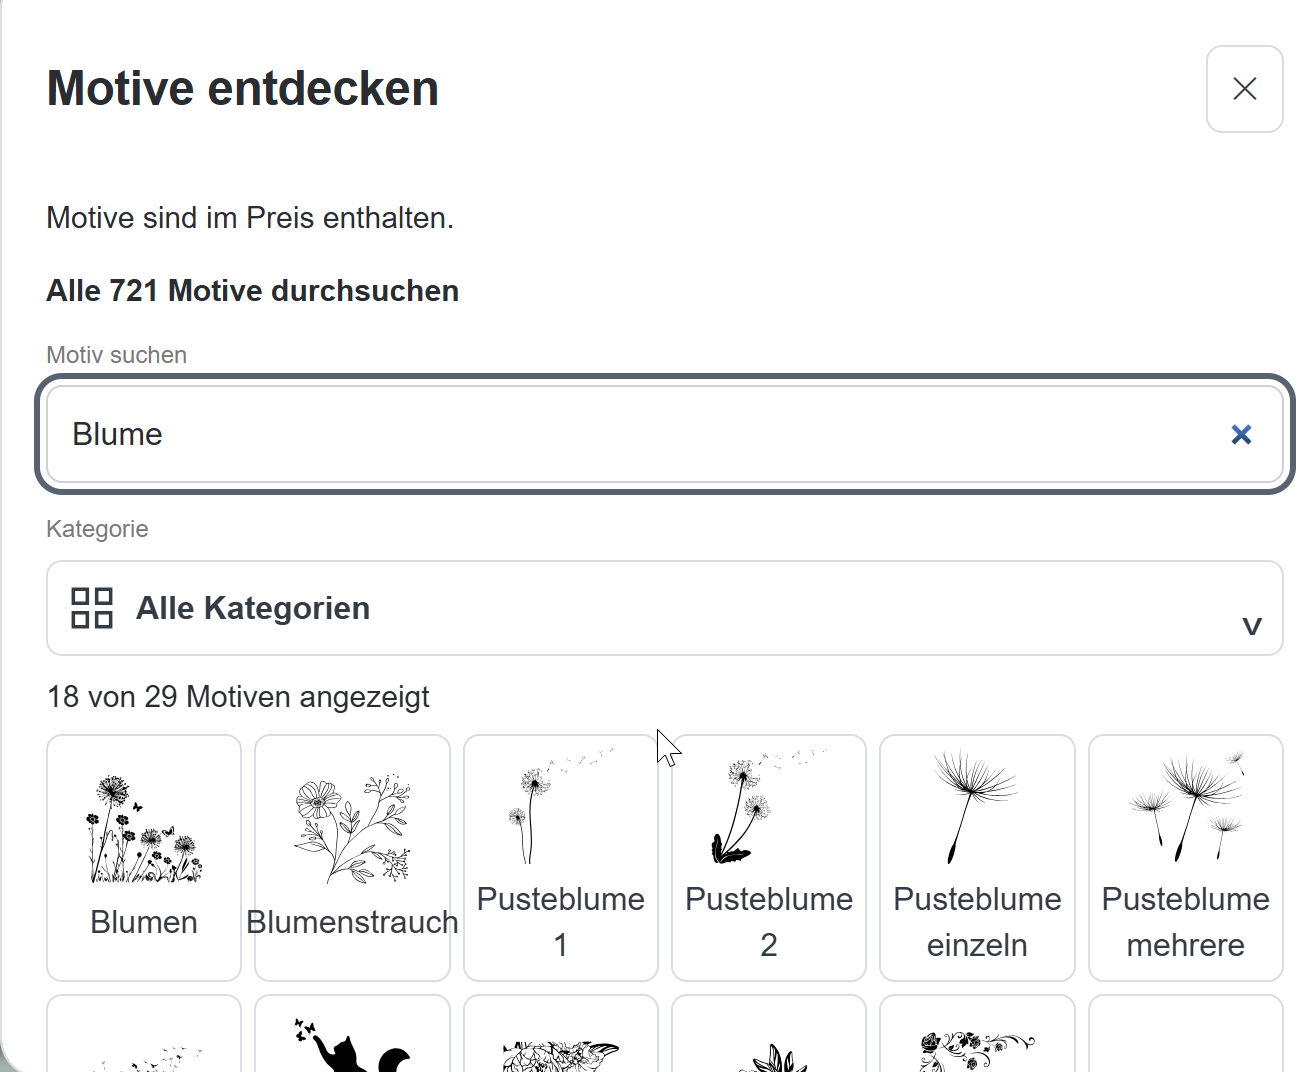 Motive entdecken
Motive sind im Preis enthalten.
Alle 721 Motive durchsuchen
Motiv suchen
Blume
Kategorie
Alle Kategorien
18 von 29 Motiven angezeigt
Blumen
Blumenstrauch
Pusteblume
1
Pusteblume
2
Pusteblume
einzeln
Pusteblume
mehrere